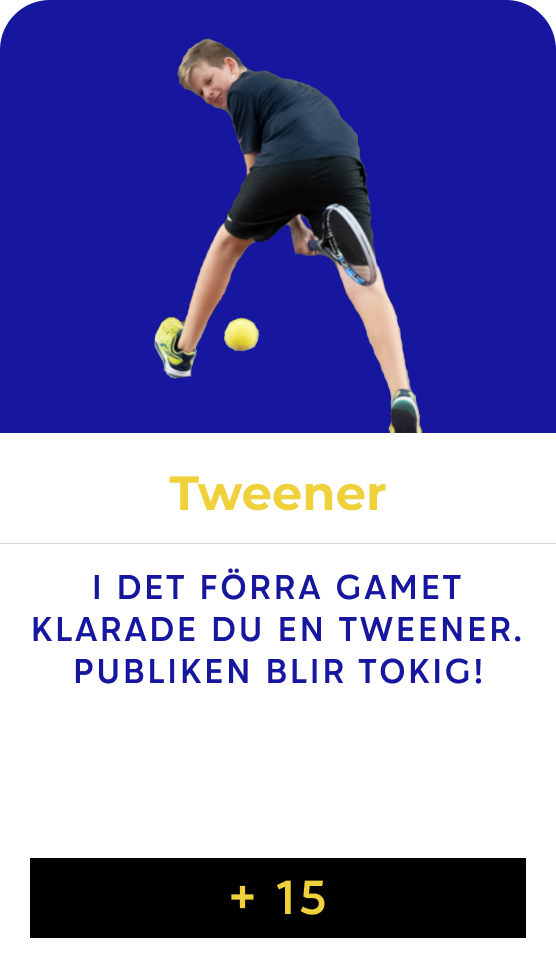 Tweener
I DET FÖRRA GAMET
KLARADE DU EN TWEENER.
PUBLIKEN BLIR TOKIG!
+ 15